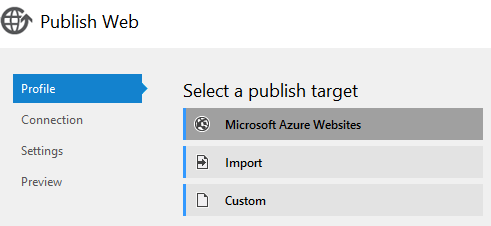 Publish Web
Profile
Connection
Settings
Preview
Select a publish target
Microsoft Azure Websites
Import
Custom